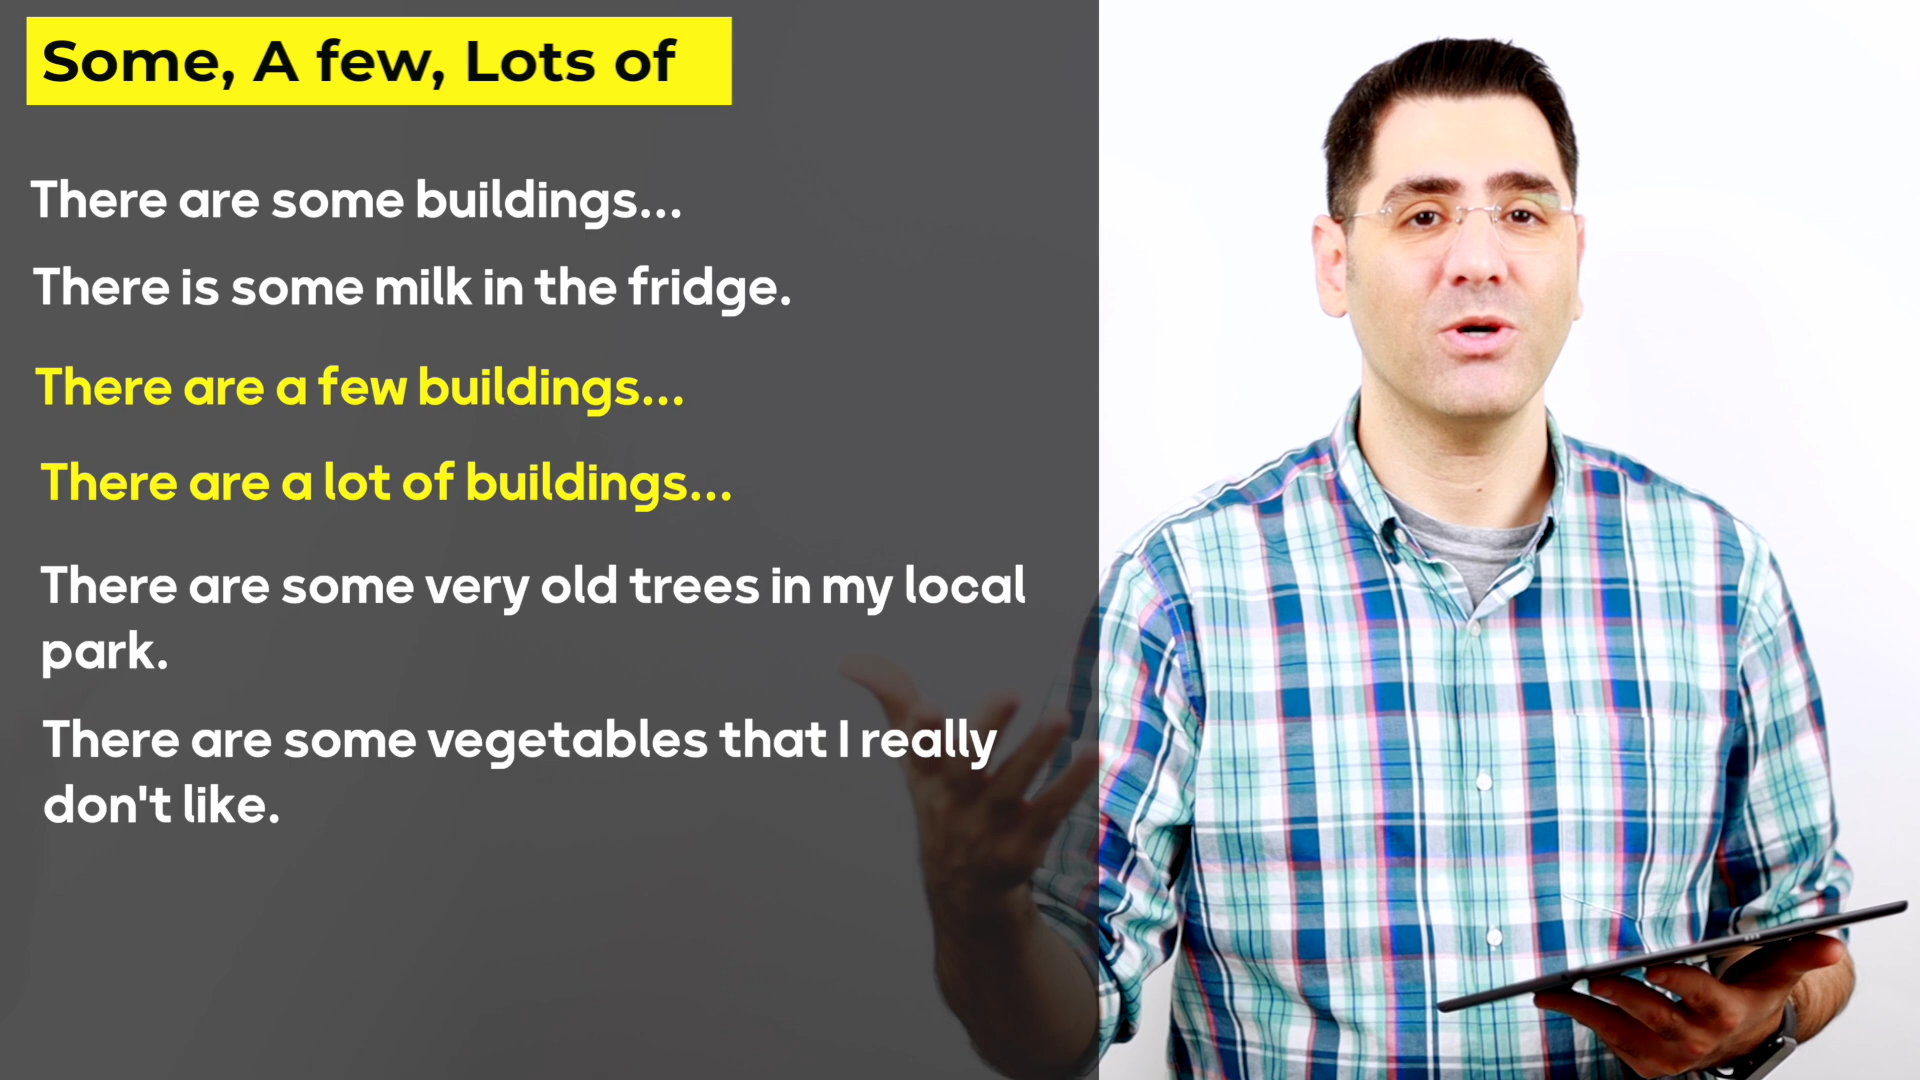 Some, A few, Lots of
There are some buildings...
There is some milk in the fridge.
There are a few buildings...
There are a lot of buildings...
There are some very old trees in my local
park.
There are some vegetables that I really
don't like.